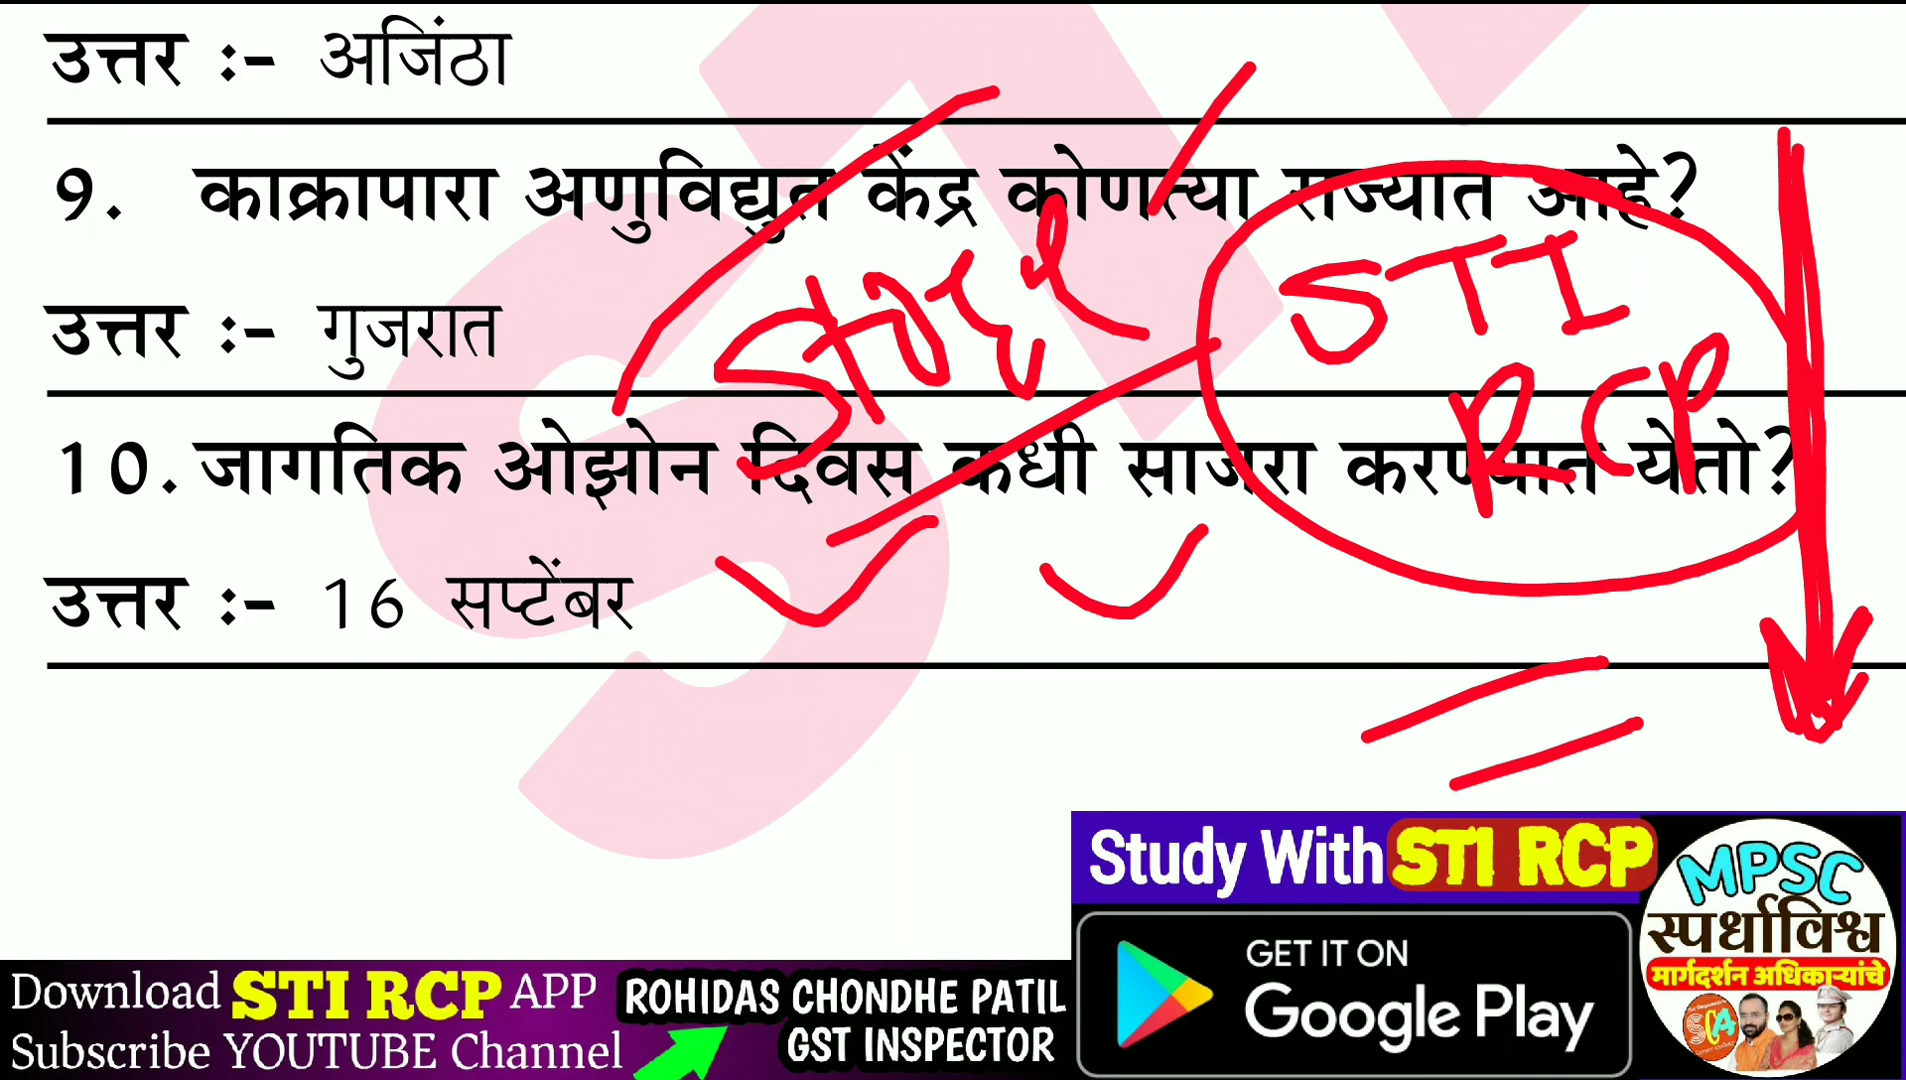 उत्तर :- अजिंठा
9. काक्रापारा अणुविद्युत केंद्र कोणत्या राज्यात आहे?
उत्तर :- गुजरात
10. जागतिक ओझोन दिवस कधी साजरा करण्यात येतो?
उत्तर :- 16 सप्टेंबर
Store
STI
RCP
Study With STI RCP
GET IT ON
Google Play
MPSC
स्पर्धाविश्व
मार्गदर्शन अधिकाऱ्यांचे
Download STI RCP APP
Subscribe YOUTUBE Channel
ROHIDAS CHONDHE PATIL
GST INSPECTOR